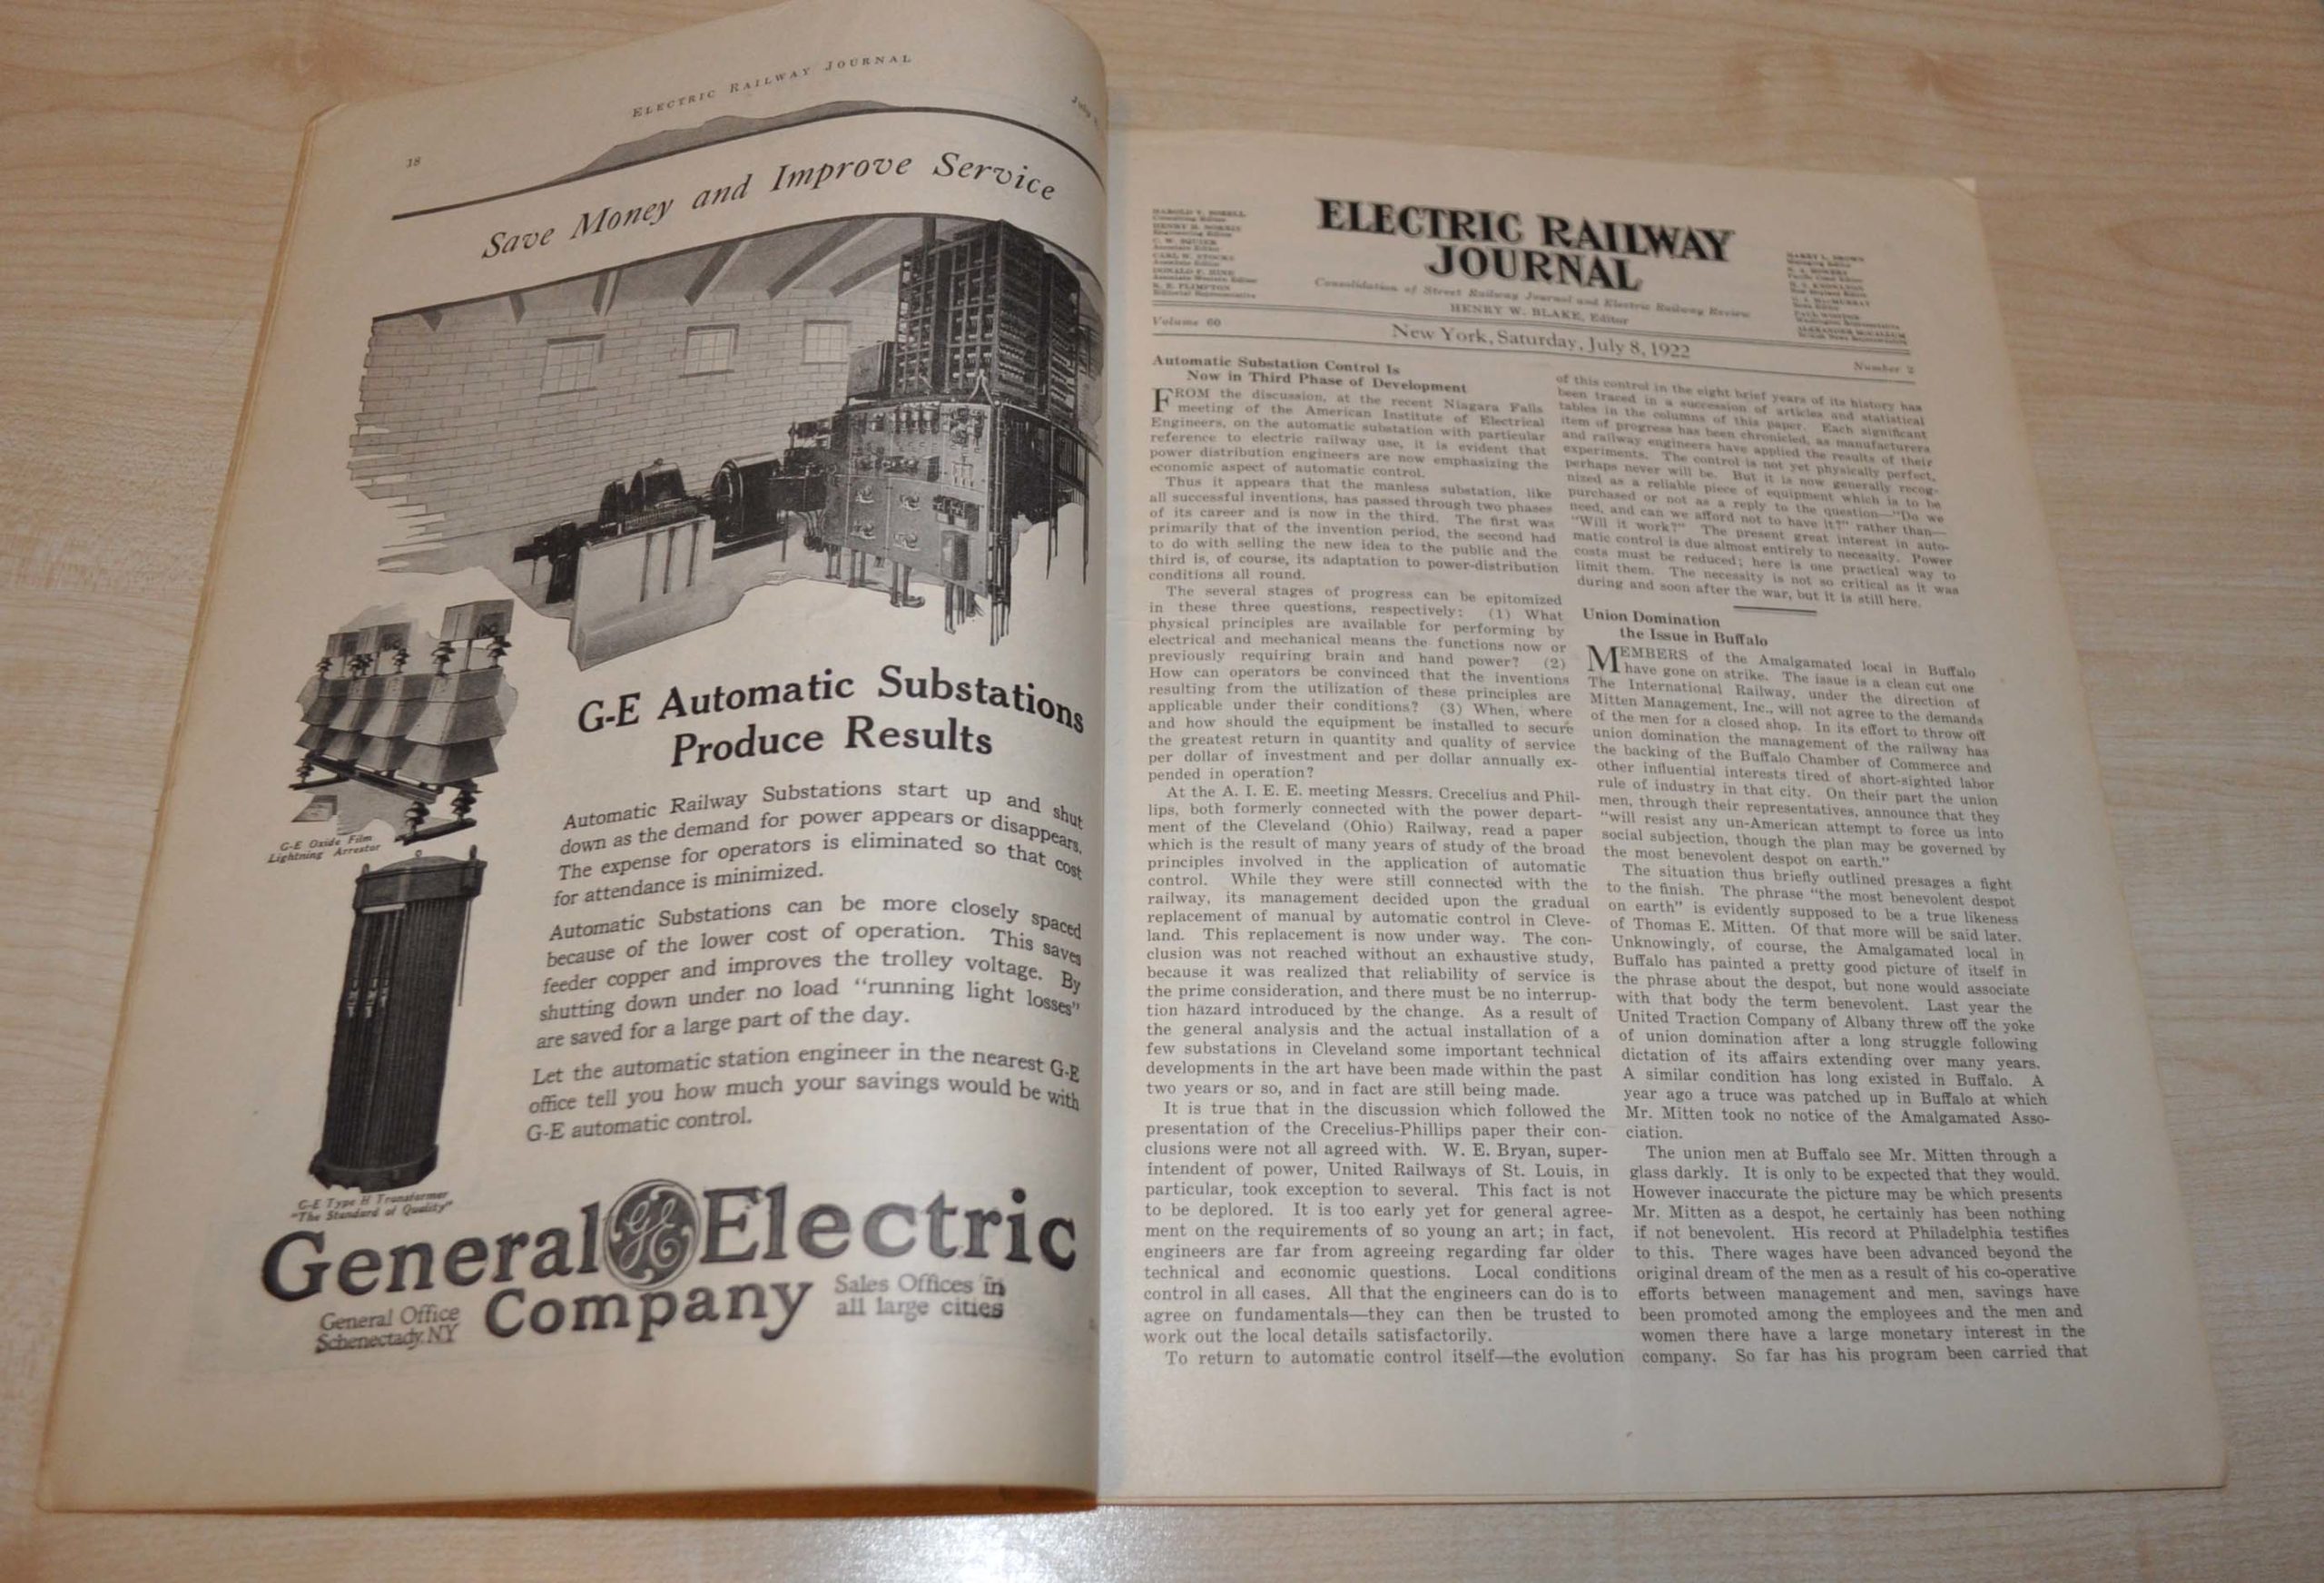 18
ELECTRIC RAILWAY JOURNAL
July
Save Money and Improve Service
G-E Oxide Film
Lightning Arrester
G-E Type H Transformer
"The Standard of Quality"
G-E Automatic Substations
Produce Results
Automatic Railway Substations start up and shut
down as the demand for power appears or disappears.
The expense for operators is eliminated so that cost
for attendance is minimized.
Automatic Substations can be more closely spaced
because of the lower cost of operation. This saves
feeder copper and improves the trolley voltage. By
shutting down under no load "running light losses"
are saved for a large part of the day.
Let the automatic station engineer in the nearest G-E
office tell you how much your savings would be with
G-E automatic control.
General GE Electric
Company
General Office
Schenectady, NY
Sales Offices in
all large cities
HENRY H. NORRIS
C. W. SQUIER
Associate Editor
CARL W. STOCKS
Associate Editor
DONALD F. HINE
R. E. PLIMPTON
Editorial Representative
ELECTRIC RAILWAY
JOURNAL
Consolidation of Street Railway Journal and Electric Railway Review
HENRY W. BLAKE, Editor
HARRY L. BROWN
Volume 60
New York, Saturday, July 8, 1922
Number 2
Automatic Substation Control Is
Now in Third Phase of Development
FROM the discussion, at the recent Niagara Falls
meeting of the American Institute of Electrical
Engineers, on the automatic substation with particular
reference to electric railway use, it is evident that
power distribution engineers are now emphasizing the
economic aspect of automatic control.
Thus it appears that the manless substation, like
all successful inventions, has passed through two phases
of its career and is now in the third. The first was
primarily that of the invention period, the second had
to do with selling the new idea to the public and the
third is, of course, its adaptation to power-distribution
conditions all round.
The several stages of progress can be epitomized
in these three questions, respectively: (1) What
physical principles are available for performing by
electrical and mechanical means the functions now or
previously requiring brain and hand power? (2)
How can operators be convinced that the inventions
resulting from the utilization of these principles are
applicable under their conditions? (3) When, where
and how should the equipment be installed to secure
the greatest return in quantity and quality of service
per dollar of investment and per dollar annually ex-
pended in operation?
At the A. I. E. E. meeting Messrs. Crecelius and Phil-
lips, both formerly connected with the power depart-
ment of the Cleveland (Ohio) Railway, read a paper
which is the result of many years of study of the broad
principles involved in the application of automatic
control. While they were still connected with the
railway, its management decided upon the gradual
replacement of manual by automatic control in Cleve-
land. This replacement is now under way. The con-
clusion was not reached without an exhaustive study,
because it was realized that reliability of service is
the prime consideration, and there must be no interrup-
tion hazard introduced by the change. As a result of
the general analysis and the actual installation of a
few substations in Cleveland some important technical
developments in the art have been made within the past
two years or so, and in fact are still being made.
It is true that in the discussion which followed the
presentation of the Crecelius-Phillips paper their con-
clusions were not all agreed with. W. E. Bryan, super-
intendent of power, United Railways of St. Louis, in
particular, took exception to several. This fact is not
to be deplored. It is too early yet for general agree-
ment on the requirements of so young an art; in fact,
engineers are far from agreeing regarding far older
technical and economic questions. Local conditions
control in all cases. All that the engineers can do is to
agree on fundamentals—they can then be trusted to
work out the local details satisfactorily.
To return to automatic control itself—the evolution
of this control in the eight brief years of its history has
been traced in a succession of articles and statistical
tables in the columns of this paper. Each significant
item of progress has been chronicled, as manufacturers
and railway engineers have applied the results of their
experiments. The control is not yet physically perfect,
perhaps never will be. But it is now generally recog-
nized as a reliable piece of equipment which is to be
purchased or not as a reply to the question—"Do we
need, and can we afford not to have it?" rather than—
"Will it work?" The present great interest in auto-
matic control is due almost entirely to necessity. Power
costs must be reduced; here is one practical way to
limit them. The necessity is not so critical as it was
during and soon after the war, but it is still here.
Union Domination
the Issue in Buffalo
MEMBERS of the Amalgamated local in Buffalo
have gone on strike. The issue is a clean cut one
The International Railway, under the direction of
Mitten Management, Inc., will not agree to the demands
of the men for a closed shop. In its effort to throw off
union domination the management of the railway has
the backing of the Buffalo Chamber of Commerce and
other influential interests tired of short-sighted labor
rule of industry in that city. On their part the union
men, through their representatives, announce that they
"will resist any un-American attempt to force us into
social subjection, though the plan may be governed by
the most benevolent despot on earth."
The situation thus briefly outlined presages a fight
to the finish. The phrase "the most benevolent despot
on earth" is evidently supposed to be a true likeness
of Thomas E. Mitten. Of that more will be said later.
Unknowingly, of course, the Amalgamated local in
Buffalo has painted a pretty good picture of itself in
the phrase about the despot, but none would associate
with that body the term benevolent. Last year the
United Traction Company of Albany threw off the yoke
of union domination after a long struggle following
dictation of its affairs extending over many years.
A similar condition has long existed in Buffalo. A
year ago a truce was patched up in Buffalo at which
Mr. Mitten took no notice of the Amalgamated Asso-
ciation.
The union men at Buffalo see Mr. Mitten through a
glass darkly. It is only to be expected that they would.
However inaccurate the picture may be which presents
Mr. Mitten as a despot, he certainly has been nothing
if not benevolent. His record at Philadelphia testifies
to this. There wages have been advanced beyond the
original dream of the men as a result of his co-operative
efforts between management and men, savings have
been promoted among the employees and the men and
women there have a large monetary interest in the
company. So far has his program been carried that